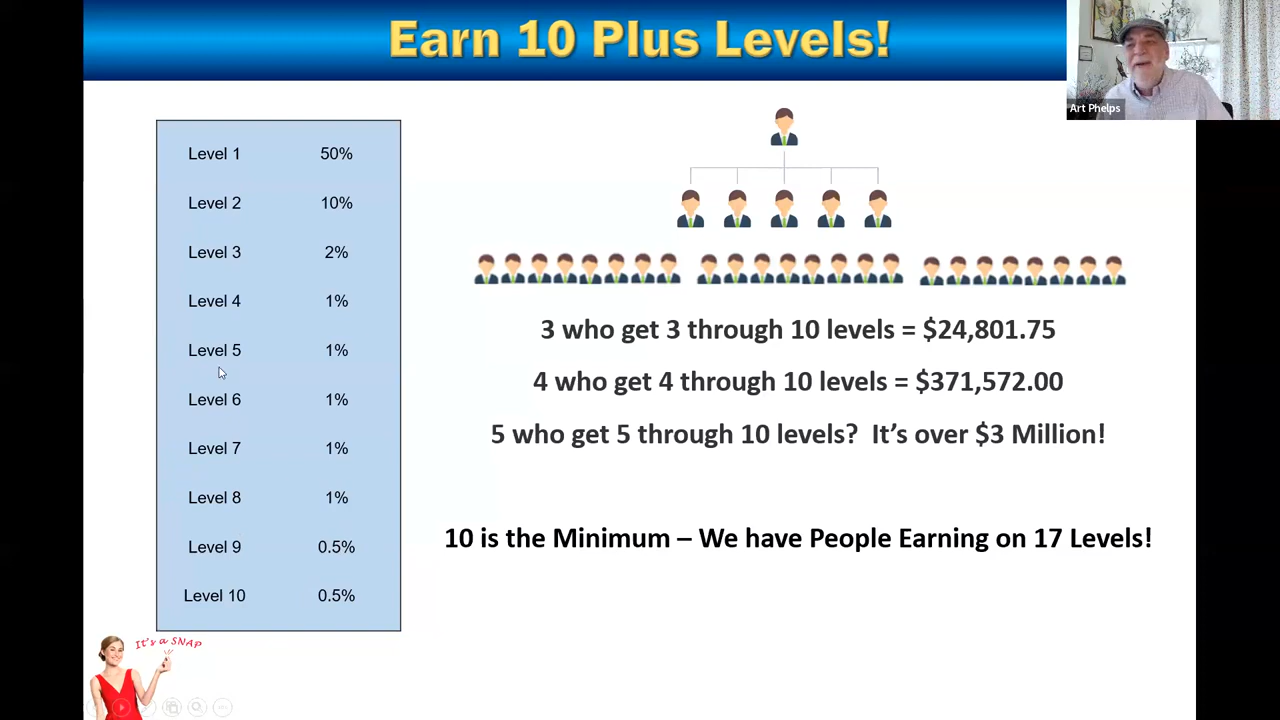 Earn 10 Plus Levels!
Art Phelps
Level 1 50%
Level 2 10%
Level 3 2%
Level 4 1%
Level 5 1%
Level 6 1%
Level 7 1%
Level 8 1%
Level 9 0.5%
Level 10 0.5%
3 who get 3 through 10 levels = $24,801.75
4 who get 4 through 10 levels = $371,572.00
5 who get 5 through 10 levels? It’s over $3 Million!
10 is the Minimum – We have People Earning on 17 Levels!
It's a SNAP